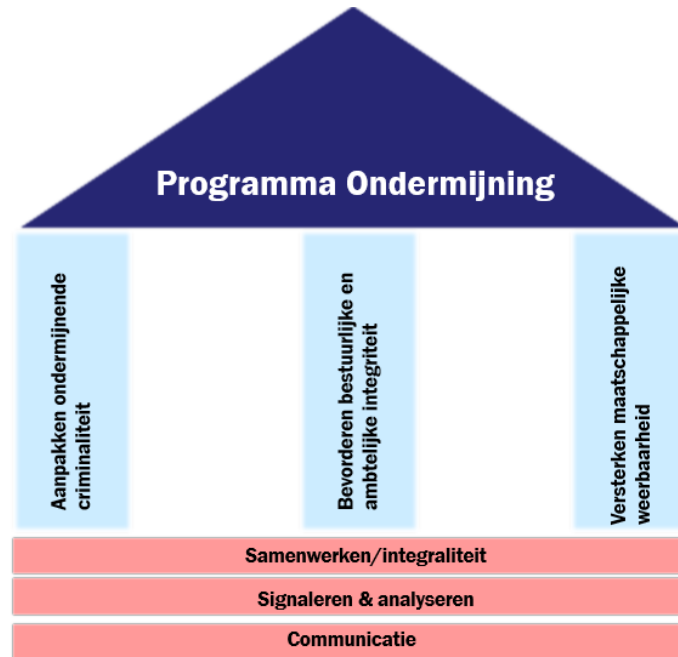 Programma Ondermijning
Aanpakken ondermijnende
criminaliteit
Bevorderen bestuurlijke en
ambtelijke integriteit
Versterken maatschappelijke
weerbaarheid
Samenwerken/integraliteit
Signaleren & analyseren
Communicatie